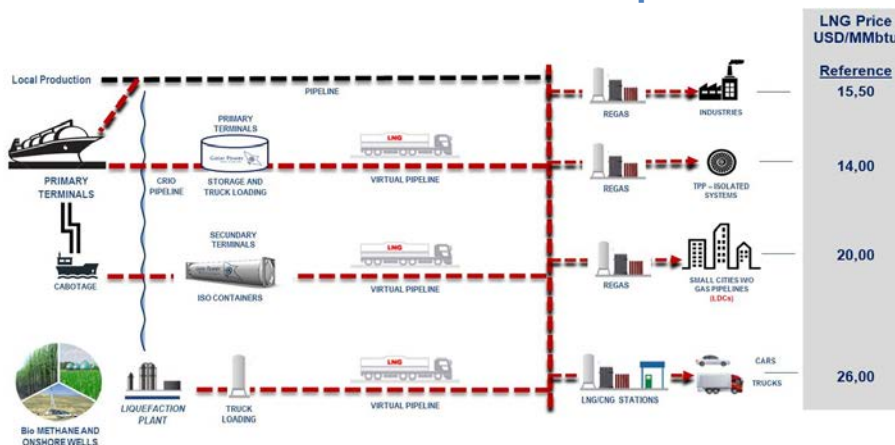 LNG Price
USD/MMbtu
Reference
15,50
14,00
20,00
26,00
Local Production
PIPELINE
REGAS
INDUSTRIES
PRIMARY
TERMINALS
CRIO
PIPELINE
PRIMARY
TERMINALS
STORAGE AND
TRUCK LOADING
LNG
VIRTUAL PIPELINE
REGAS
TPP – ISOLATED
SYSTEMS
CABOTAGE
SECUNDARY
TERMINALS
ISO CONTAINERS
LNG
VIRTUAL PIPELINE
REGAS
SMALL CITIES W/O
GAS PIPELINES
(LDCs)
Bio METHANE AND
ONSHORE WELLS
LIQUEFACTION
PLANT
TRUCK
LOADING
LNG
VIRTUAL PIPELINE
LNG/CNG STATIONS
CARS
TRUCKS